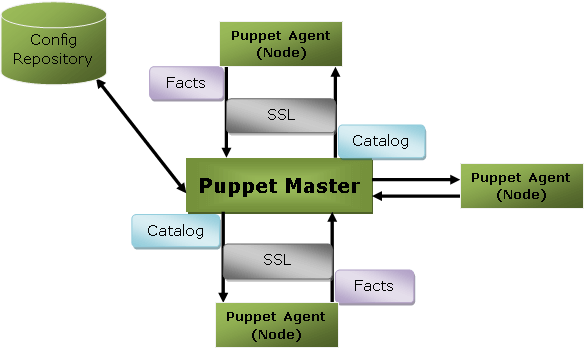 Config
Repository
Puppet Agent
(Node)
Facts
SSL
Catalog
Puppet Master
Puppet Agent
(Node)
Catalog
SSL
Facts
Puppet Agent
(Node)